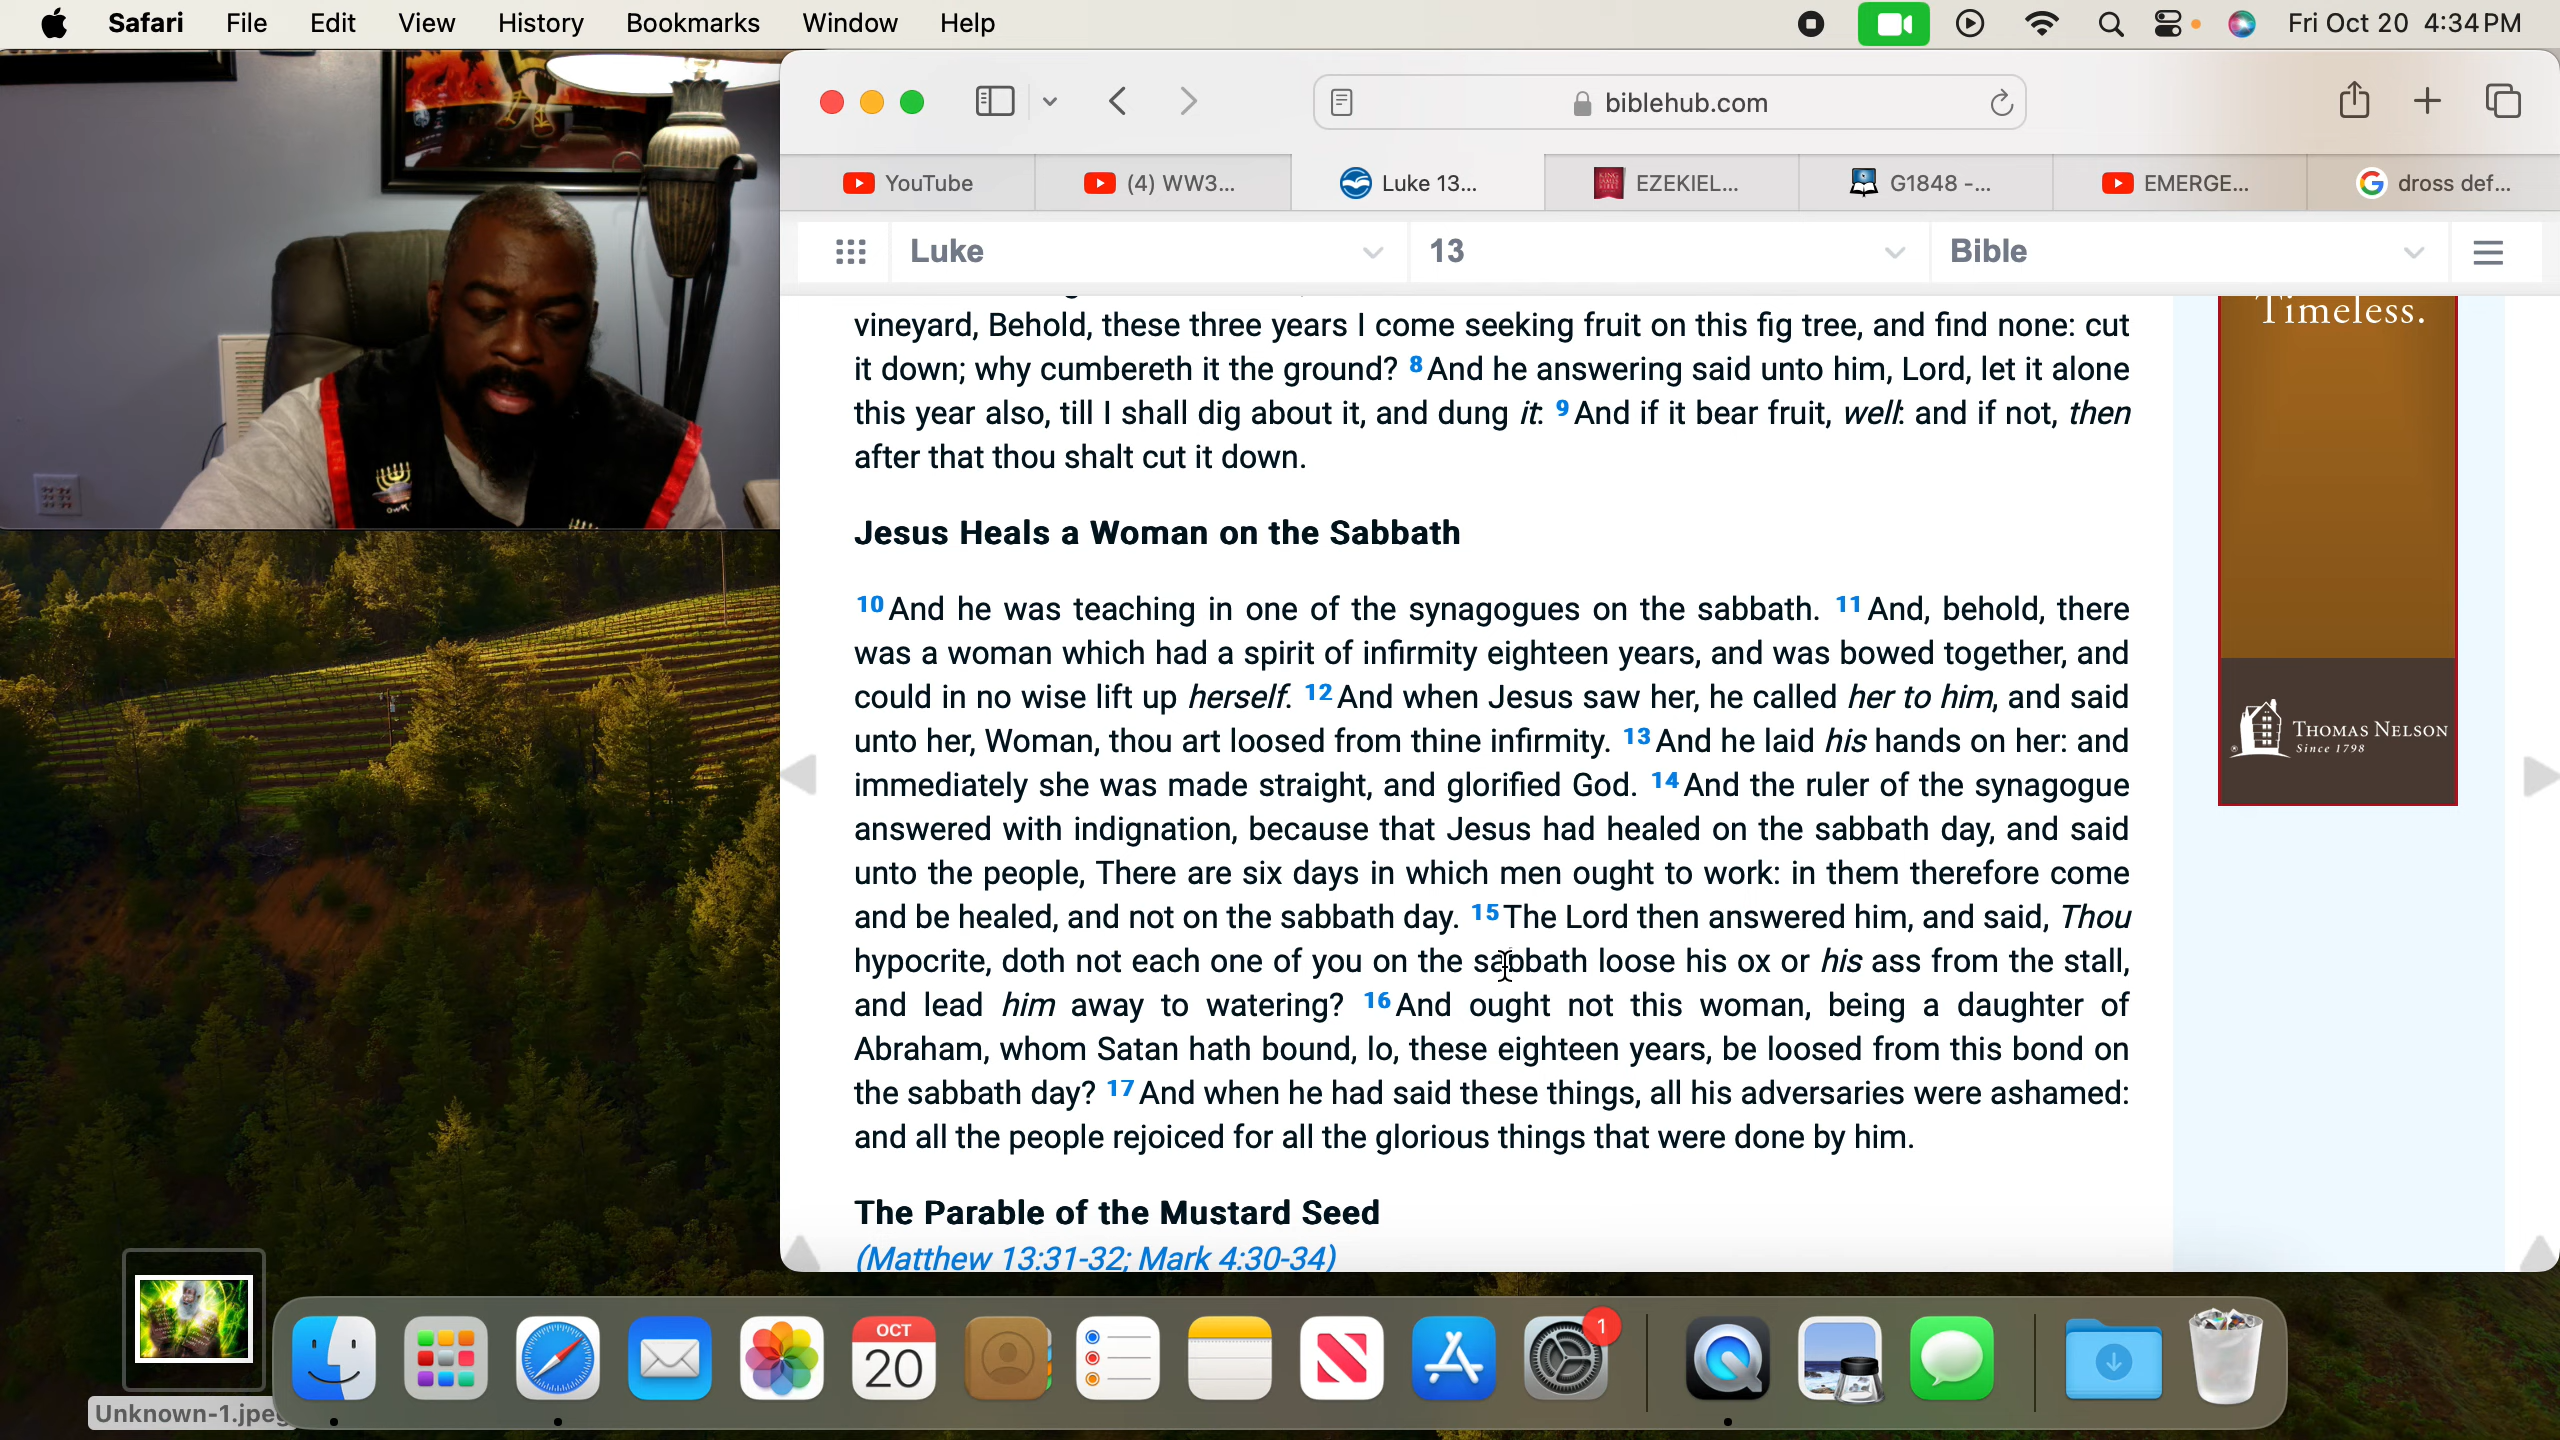 Safari File Edit View History Bookmarks Window Help Fri Oct 20 4:34 PM
biblehub.com
YouTube (4) WW3... Luke 13... EZEKIEL... G1848 -... EMERGE... dross def...
Luke 13 Bible
vineyard, Behold, these three years I come seeking fruit on this fig tree, and find none: cut
it down; why cumbereth it the ground? 8 And he answering said unto him, Lord, let it alone
this year also, till I shall dig about it, and dung it: 9 And if it bear fruit, well: and if not, then
after that thou shalt cut it down.
Jesus Heals a Woman on the Sabbath
10 And he was teaching in one of the synagogues on the sabbath. 11 And, behold, there
was a woman which had a spirit of infirmity eighteen years, and was bowed together, and
could in no wise lift up herself. 12 And when Jesus saw her, he called her to him, and said
unto her, Woman, thou art loosed from thine infirmity. 13 And he laid his hands on her: and
immediately she was made straight, and glorified God. 14 And the ruler of the synagogue
answered with indignation, because that Jesus had healed on the sabbath day, and said
unto the people, There are six days in which men ought to work: in them therefore come
and be healed, and not on the sabbath day. 15 The Lord then answered him, and said, Thou
hypocrite, doth not each one of you on the sabbath loose his ox or his ass from the stall,
and lead him away to watering? 16 And ought not this woman, being a daughter of
Abraham, whom Satan hath bound, lo, these eighteen years, be loosed from this bond on
the sabbath day? 17 And when he had said these things, all his adversaries were ashamed:
and all the people rejoiced for all the glorious things that were done by him.
The Parable of the Mustard Seed
(Matthew 13:31-32; Mark 4:30-34)
Timeless.
THOMAS NELSON
Since 1798
KING JAMES BIBLE
OWR
Unknown-1.jpeg
OCT
20
1